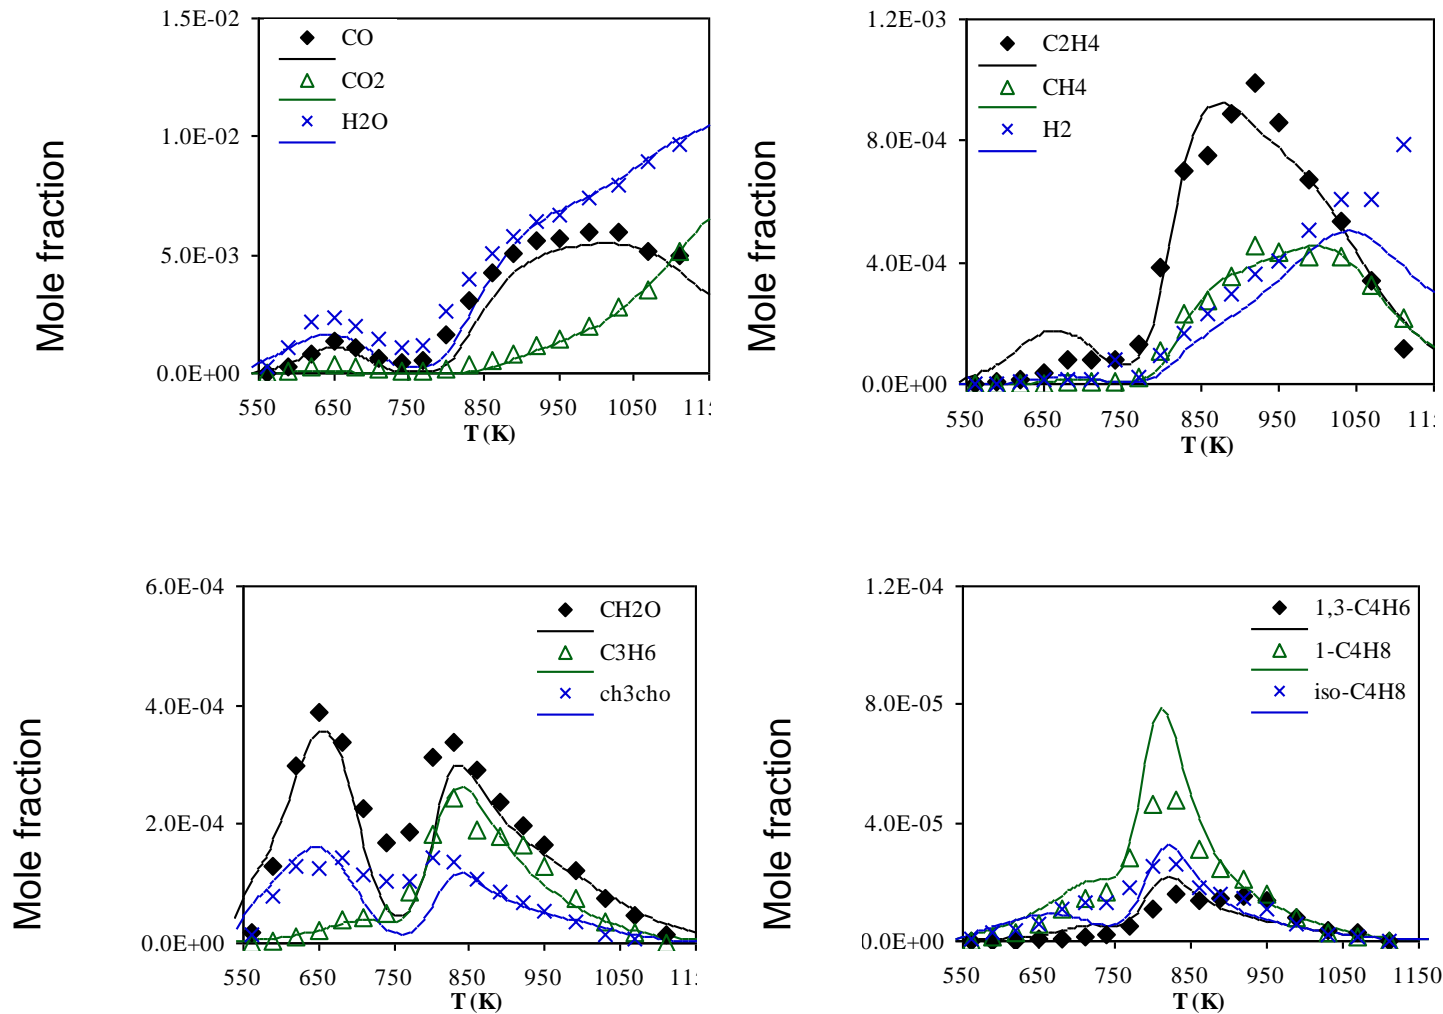 1.5E-02
CO
CO2
H2O
1.0E-02
5.0E-03
0.0E+00
550 650 750 850 950 1050 115
T (K)
Mole fraction
1.2E-03
C2H4
CH4
H2
8.0E-04
4.0E-04
0.0E+00
550 650 750 850 950 1050 115
T (K)
Mole fraction
6.0E-04
CH2O
C3H6
ch3cho
4.0E-04
2.0E-04
0.0E+00
550 650 750 850 950 1050 11
T (K)
Mole fraction
1.2E-04
1,3-C4H6
1-C4H8
iso-C4H8
8.0E-05
4.0E-05
0.0E+00
550 650 750 850 950 1050 1150
T (K)
Mole fraction